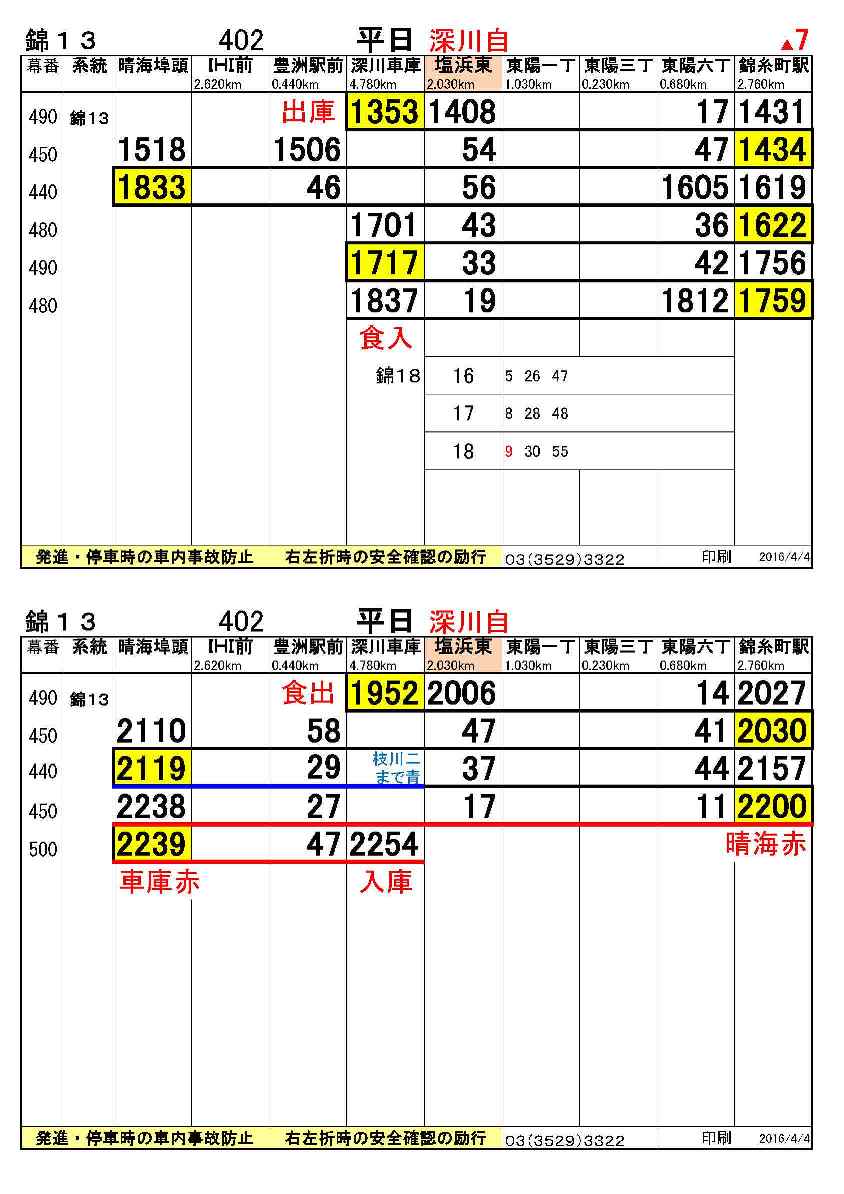 錦１３ 402 平日 深川自 ▲7
幕番 系統 晴海埠頭 IHI前 豊洲駅前 深川車庫 塩浜東 東陽一丁 東陽三丁 東陽六丁 錦糸町駅
2.620km 0.440km 4.780km 2.030km 1.030km 0.230km 0.680km 2.760km
490 錦13 出庫 1353 1408 17 1431
450 1518 1506 54 47 1434
440 1833 46 56 1605 1619
480 1701 43 36 1622
490 1717 33 42 1756
480 1837 19 1812 1759
食入
錦18 16 5 26 47
17 8 28 48
18 9 30 55
発進・停車時の車内事故防止 右左折時の安全確認の励行 03(3529)3322 印刷 2016/4/4
錦１３ 402 平日 深川自
幕番 系統 晴海埠頭 IHI前 豊洲駅前 深川車庫 塩浜東 東陽一丁 東陽三丁 東陽六丁 錦糸町駅
2.620km 0.440km 4.780km 2.030km 1.030km 0.230km 0.680km 2.760km
490 錦13 食出 1952 2006 14 2027
450 2110 58 47 41 2030
440 2119 29 枝川二 37 44 2157
まで青
450 2238 27 17 11 2200
500 2239 47 2254 晴海赤
車庫赤 入庫
発進・停車時の車内事故防止 右左折時の安全確認の励行 03(3529)3322 印刷 2016/4/4